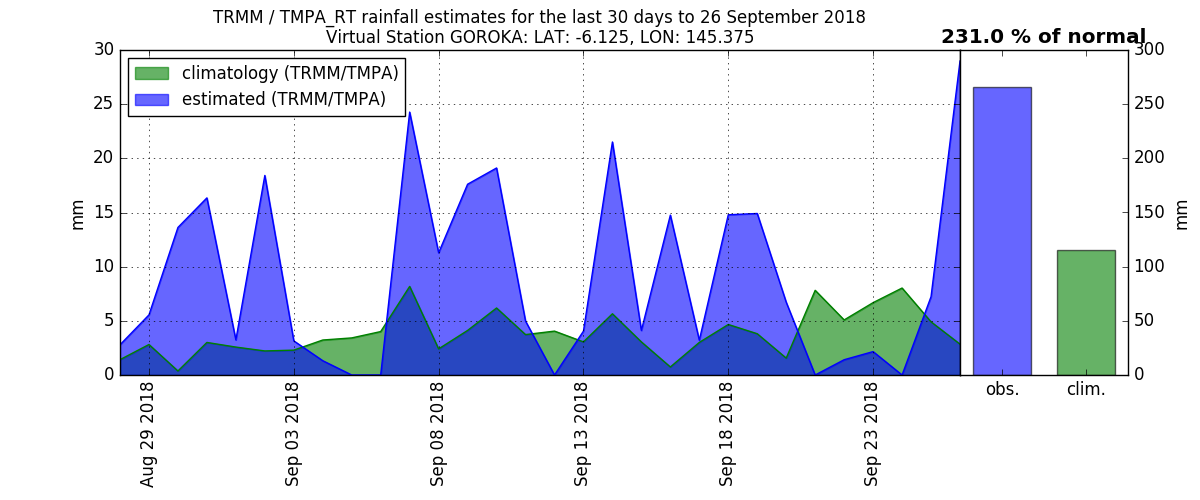 TRMM / TMPA_RT rainfall estimates for the last 30 days to 26 September 2018
Virtual Station GOROKA: LAT: -6.125, LON: 145.375
231.0 % of normal
climatology (TRMM/TMPA)
estimated (TRMM/TMPA)
30
25
20
15
10
5
0
mm
Aug 29 2018
Sep 03 2018
Sep 08 2018
Sep 13 2018
Sep 18 2018
Sep 23 2018
300
250
200
150
100
50
0
mm
obs.
clim.